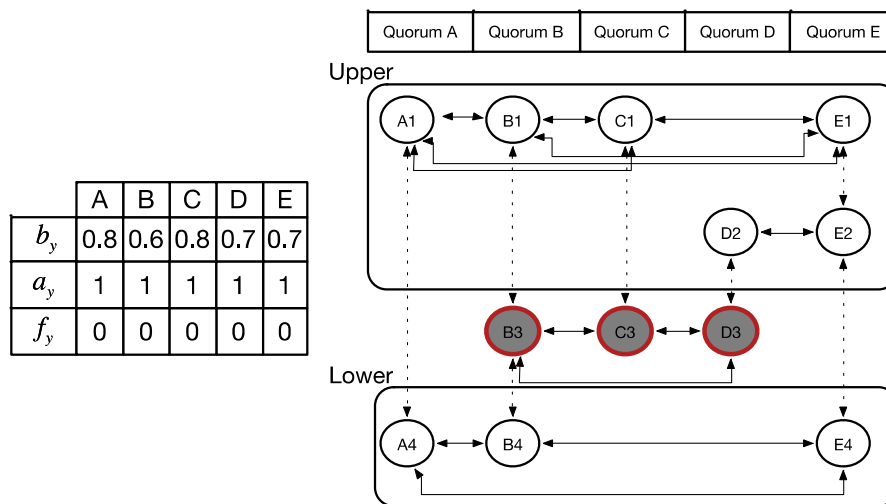 Quorum A Quorum B Quorum C Quorum D Quorum E
Upper
A1 B1 C1 E1
D2 E2
B3 C3 D3
Lower
A4 B4 E4
A B C D E
b_y 0.8 0.6 0.8 0.7 0.7
a_y 1 1 1 1 1
f_y 0 0 0 0 0